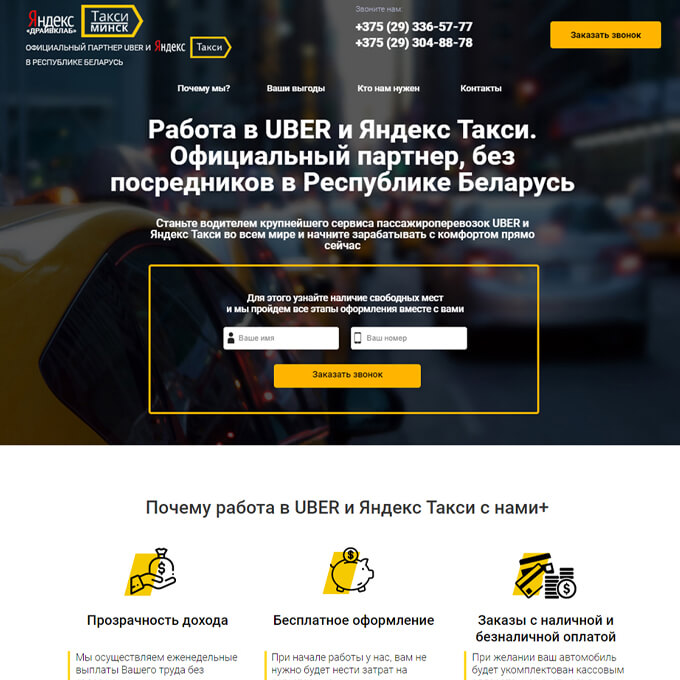 Яндекс
«ДРАЙВКЛАБ»
Такси
МИНСК
ОФИЦИАЛЬНЫЙ ПАРТНЕР UBER И Яндекс Такси
В РЕСПУБЛИКЕ БЕЛАРУСЬ
Звоните нам:
+375 (29) 336-57-77
+375 (29) 304-88-78
Заказать звонок
Почему мы? Ваши выгоды Кто нам нужен Контакты
Работа в UBER и Яндекс Такси.
Официальный партнер, без
посредников в Республике Беларусь
Станьте водителем крупнейшего сервиса пассажироперевозок UBER и
Яндекс Такси во всем мире и начните зарабатывать с комфортом прямо
сейчас
Для этого узнайте наличие свободных мест
и мы пройдем все этапы оформления вместе с вами
Ваше имя Ваш номер
Заказать звонок
Почему работа в UBER и Яндекс Такси с нами+
Прозрачность дохода
Бесплатное оформление
Заказы с наличной и
безналичной оплатой
Мы осуществляем еженедельные
выплаты Вашего труда без
При начале работы у нас, вам не
нужно будет нести затрат на
При желании ваш автомобиль
будет укомплектован кассовым